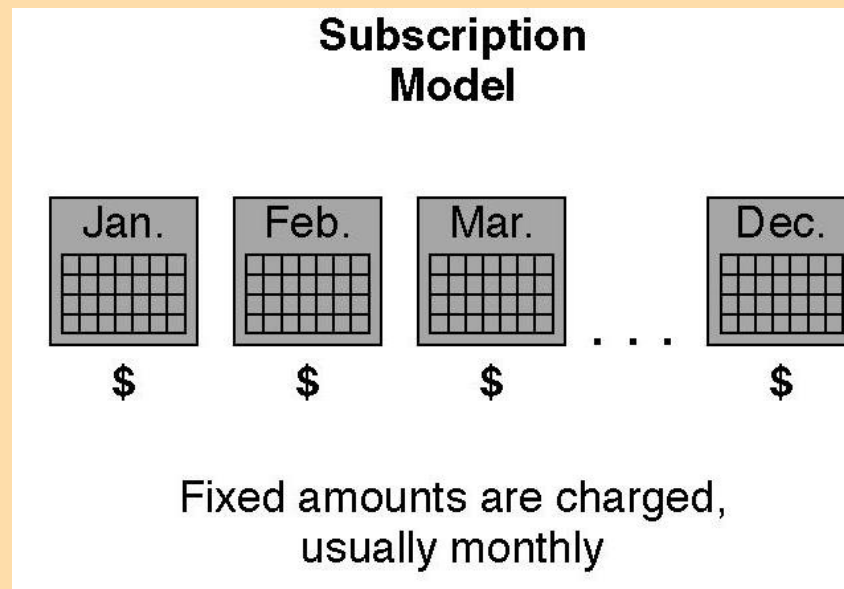 Subscription
Model
Jan. Feb. Mar. . . . Dec.
$ $ $ $
Fixed amounts are charged,
usually monthly